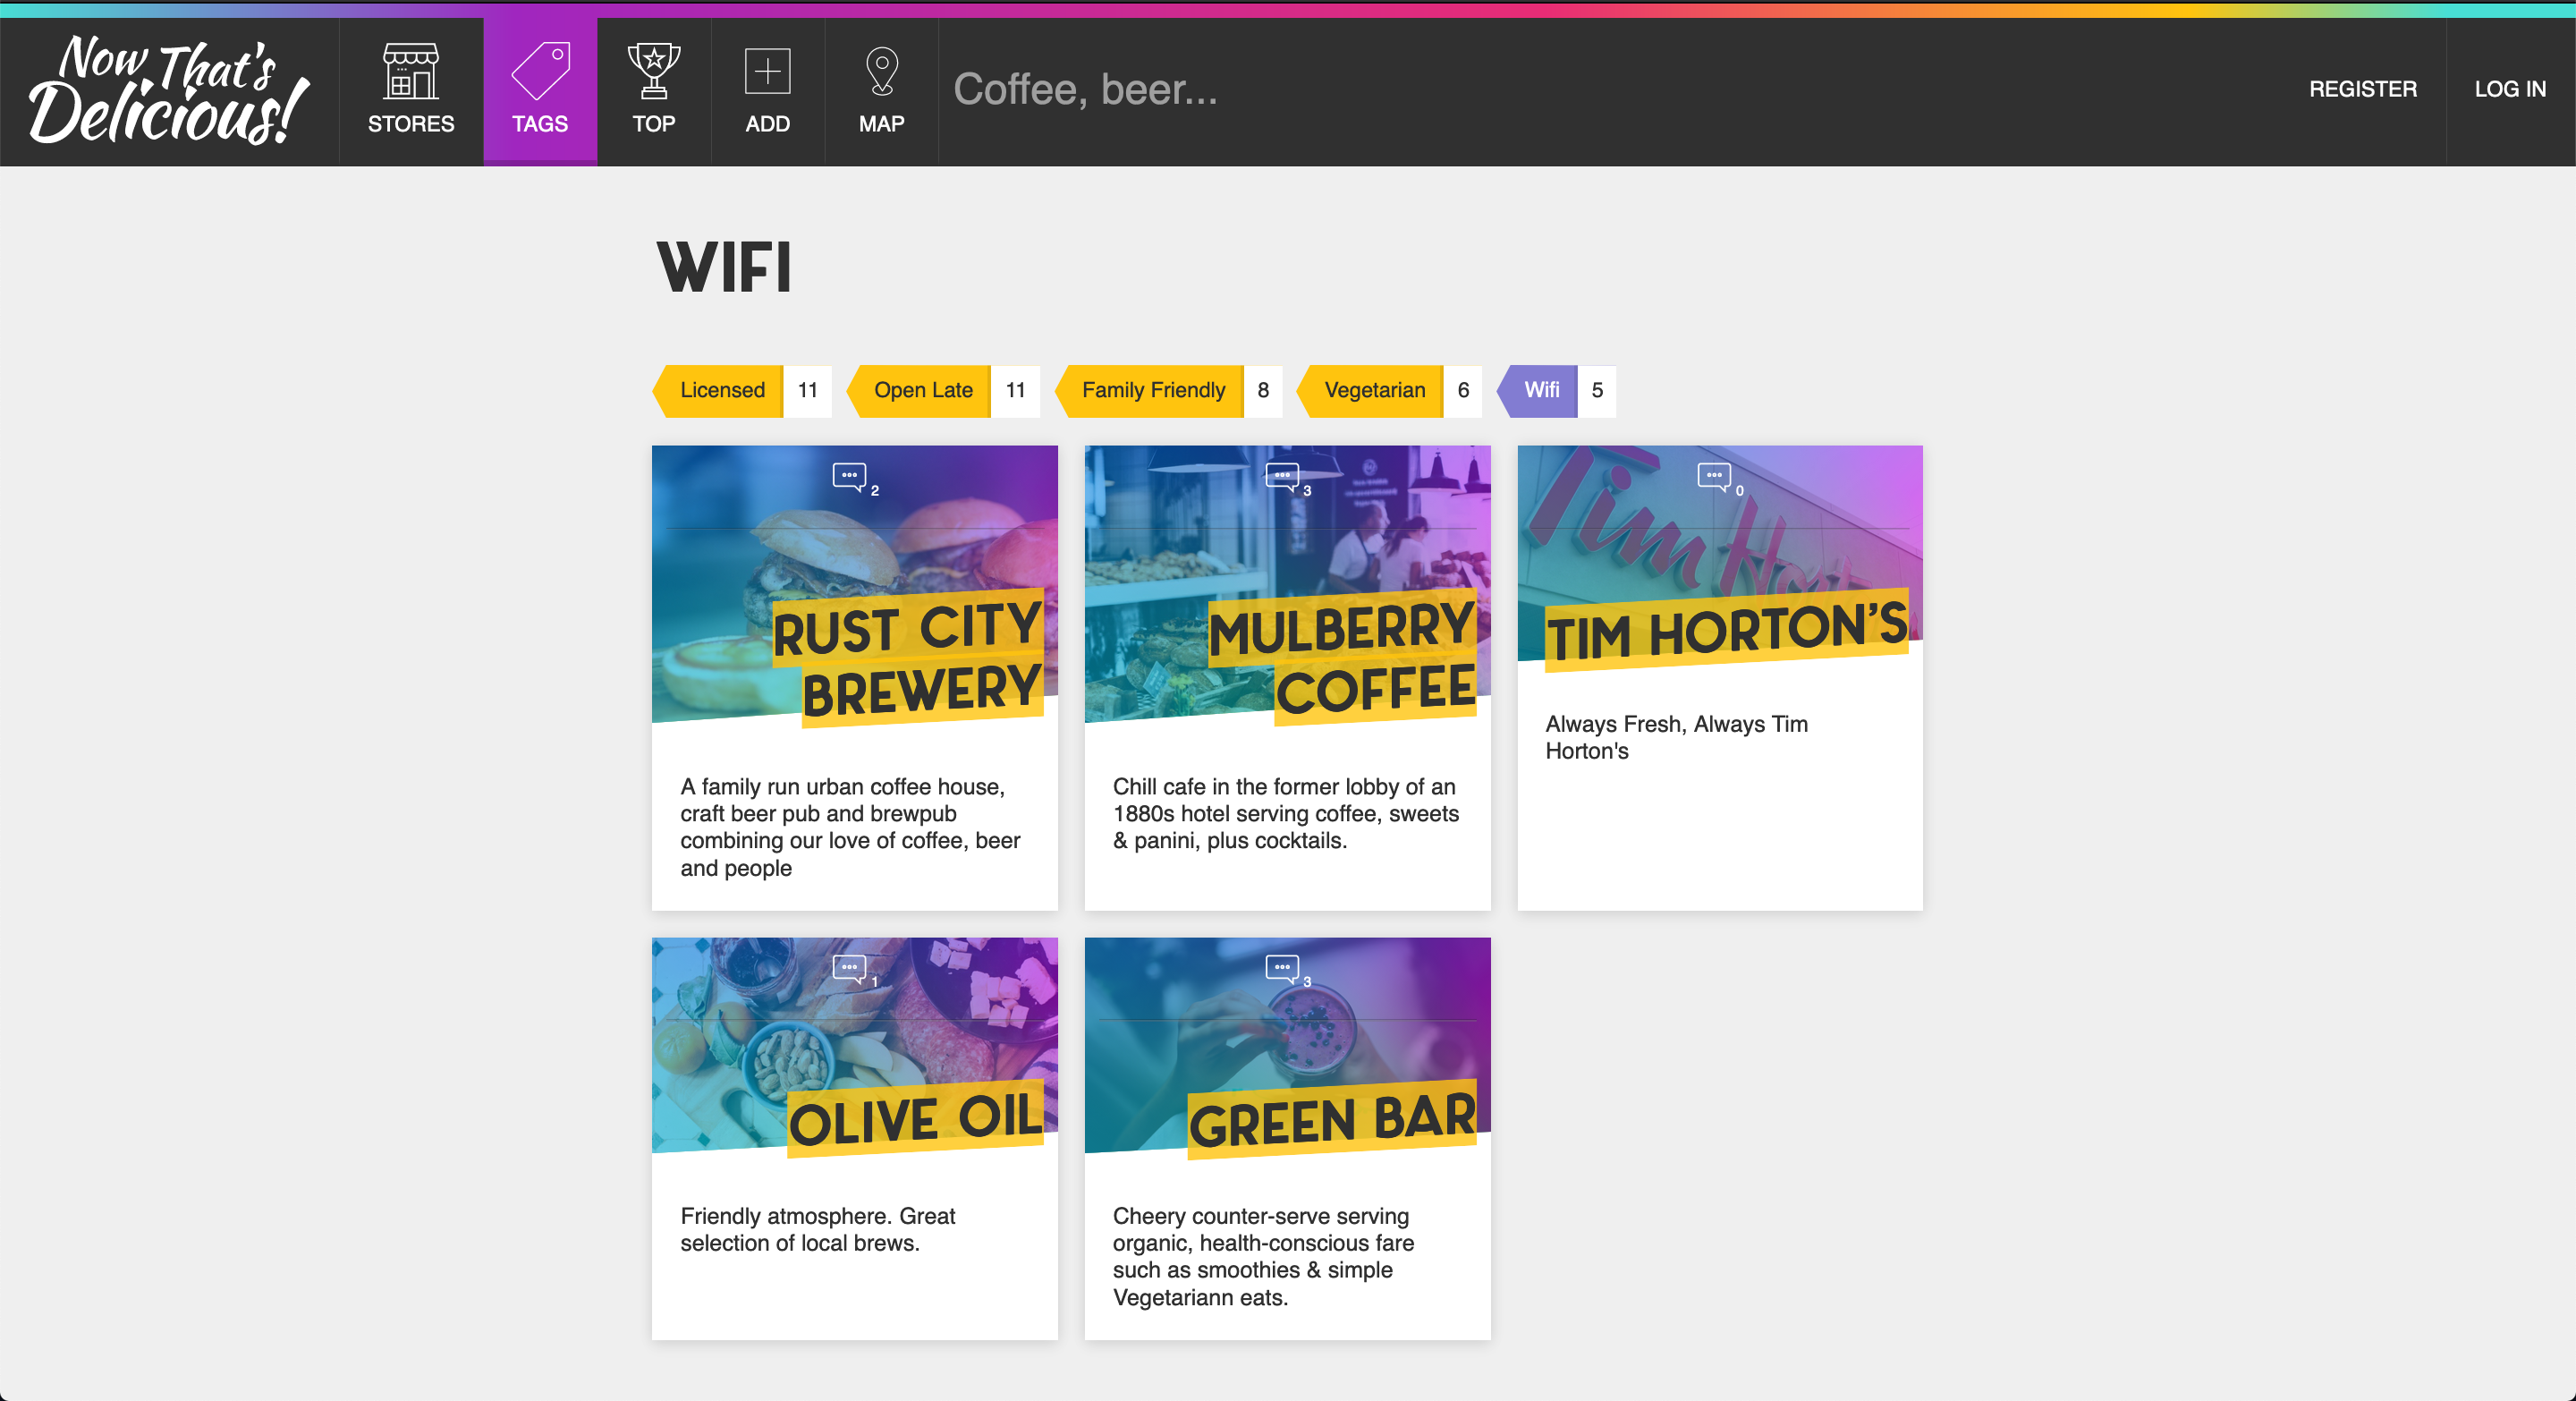 Now That's
Delicious!
STORES
TAGS
TOP
ADD
MAP
Coffee, beer...
REGISTER
LOG IN
WIFI
Licensed 11
Open Late 11
Family Friendly 8
Vegetarian 6
Wifi 5
2
RUST CITY
BREWERY
A family run urban coffee house,
craft beer pub and brewpub
combining our love of coffee, beer
and people
3
MULBERRY
COFFEE
Chill cafe in the former lobby of an
1880s hotel serving coffee, sweets
& panini, plus cocktails.
0
Tim Hort
TIM HORTON'S
Always Fresh, Always Tim
Horton's
1
OLIVE OIL
Friendly atmosphere. Great
selection of local brews.
3
GREEN BAR
Cheery counter-serve serving
organic, health-conscious fare
such as smoothies & simple
Vegetariann eats.